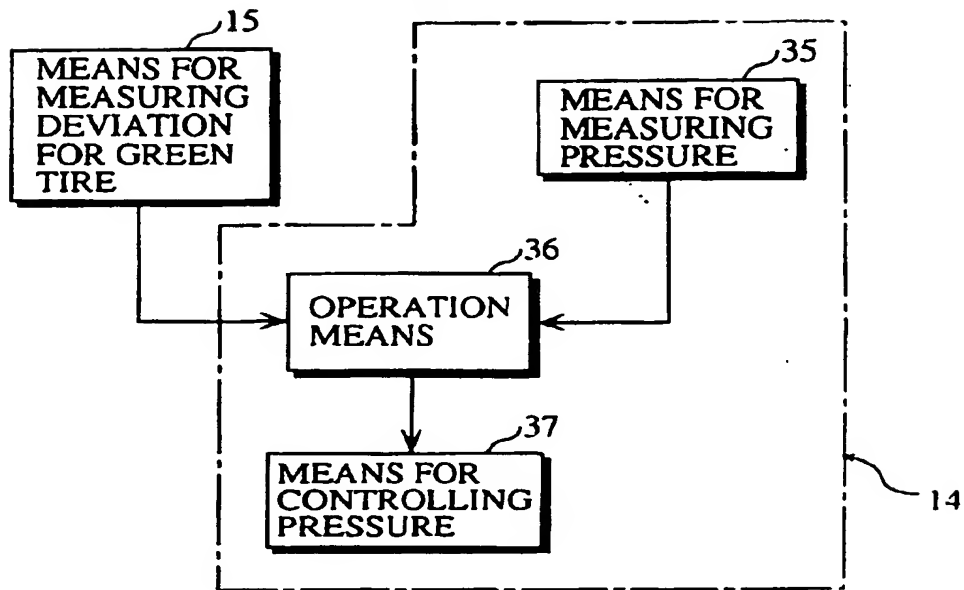 15
MEANS FOR
MEASURING
DEVIATION
FOR GREEN
TIRE
35
MEANS FOR
MEASURING
PRESSURE
36
OPERATION
MEANS
37
MEANS FOR
CONTROLLING
PRESSURE
14